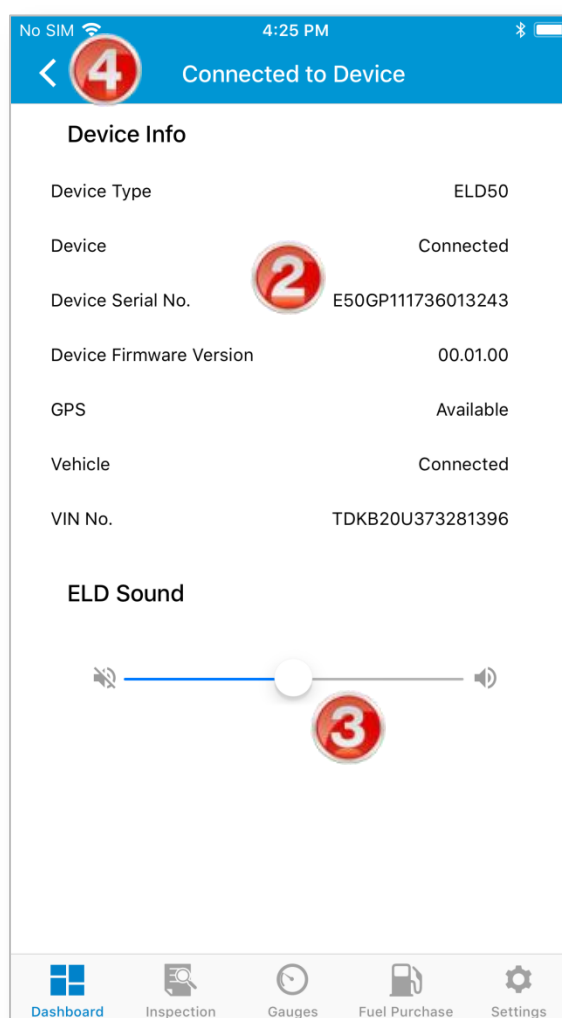 No SIM 4:25 PM
4 Connected to Device
Device Info
Device Type ELD50
Device Connected
2
Device Serial No. E50GP111736013243
Device Firmware Version 00.01.00
GPS Available
Vehicle Connected
VIN No. TDKB20U373281396
ELD Sound
3
Dashboard Inspection Gauges Fuel Purchase Settings